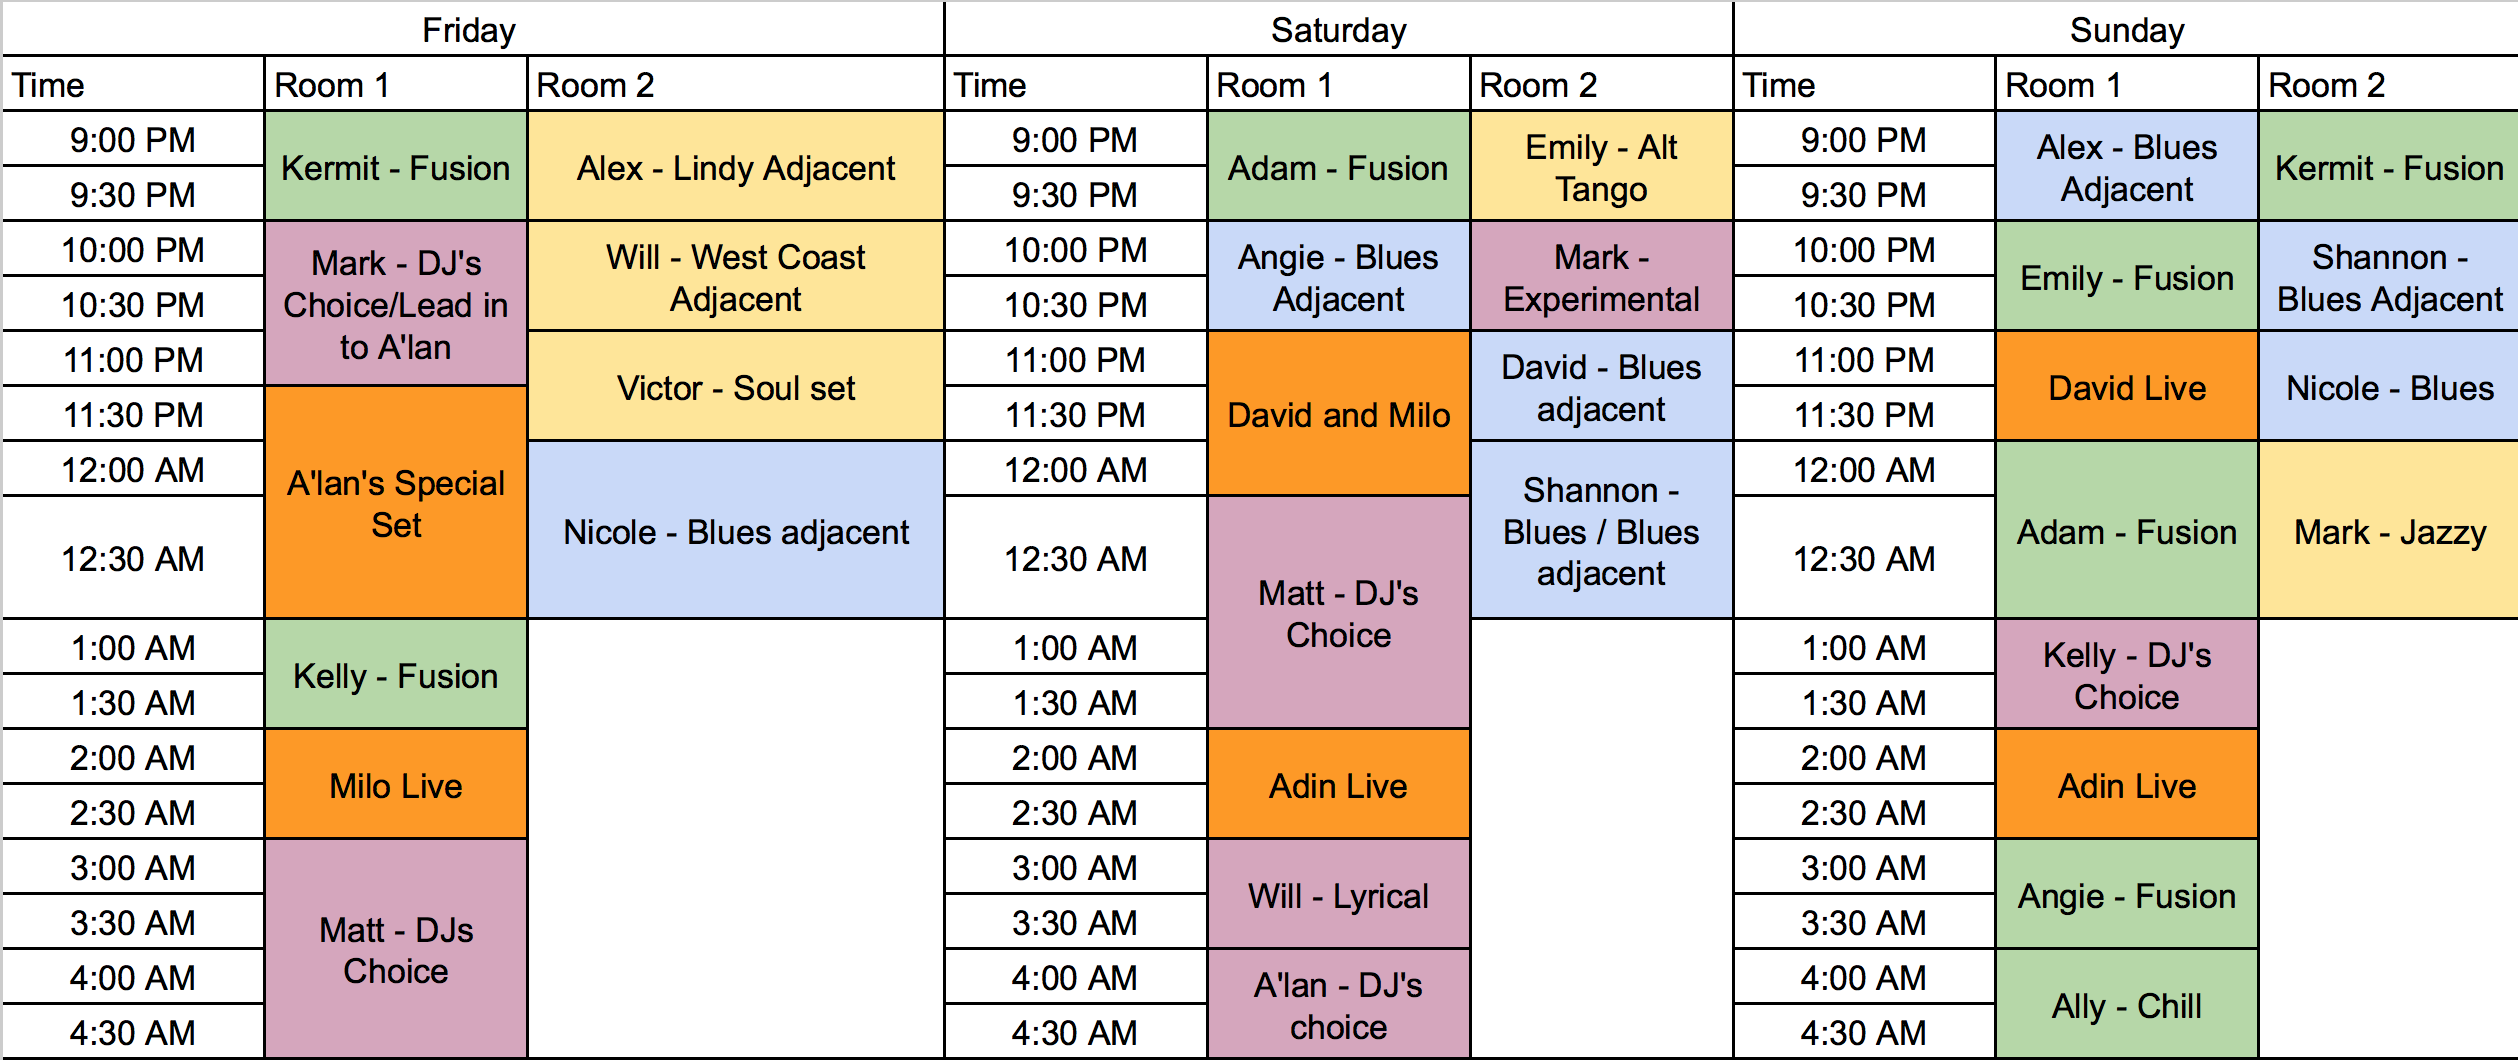 Friday
Saturday
Sunday
Time
Room 1
Room 2
Time
Room 1
Room 2
Time
Room 1
Room 2
9:00 PM
9:30 PM
10:00 PM
10:30 PM
11:00 PM
11:30 PM
12:00 AM
12:30 AM
1:00 AM
1:30 AM
2:00 AM
2:30 AM
3:00 AM
3:30 AM
4:00 AM
4:30 AM
Kermit - Fusion
Mark - DJ's
Choice/Lead in
to A'lan
A'lan's Special
Set
Kelly - Fusion
Milo Live
Matt - DJs
Choice
Alex - Lindy Adjacent
Will - West Coast
Adjacent
Victor - Soul set
Nicole - Blues adjacent
9:00 PM
9:30 PM
10:00 PM
10:30 PM
11:00 PM
11:30 PM
12:00 AM
12:30 AM
1:00 AM
1:30 AM
2:00 AM
2:30 AM
3:00 AM
3:30 AM
4:00 AM
4:30 AM
Adam - Fusion
Angie - Blues
Adjacent
David and Milo
Matt - DJ's
Choice
Adin Live
Will - Lyrical
A'lan - DJ's
choice
Emily - Alt
Tango
Mark -
Experimental
David - Blues
adjacent
Shannon -
Blues / Blues
adjacent
9:00 PM
9:30 PM
10:00 PM
10:30 PM
11:00 PM
11:30 PM
12:00 AM
12:30 AM
1:00 AM
1:30 AM
2:00 AM
2:30 AM
3:00 AM
3:30 AM
4:00 AM
4:30 AM
Alex - Blues
Adjacent
Emily - Fusion
David Live
Adam - Fusion
Kelly - DJ's
Choice
Adin Live
Angie - Fusion
Ally - Chill
Kermit - Fusion
Shannon -
Blues Adjacent
Nicole - Blues
Mark - Jazzy